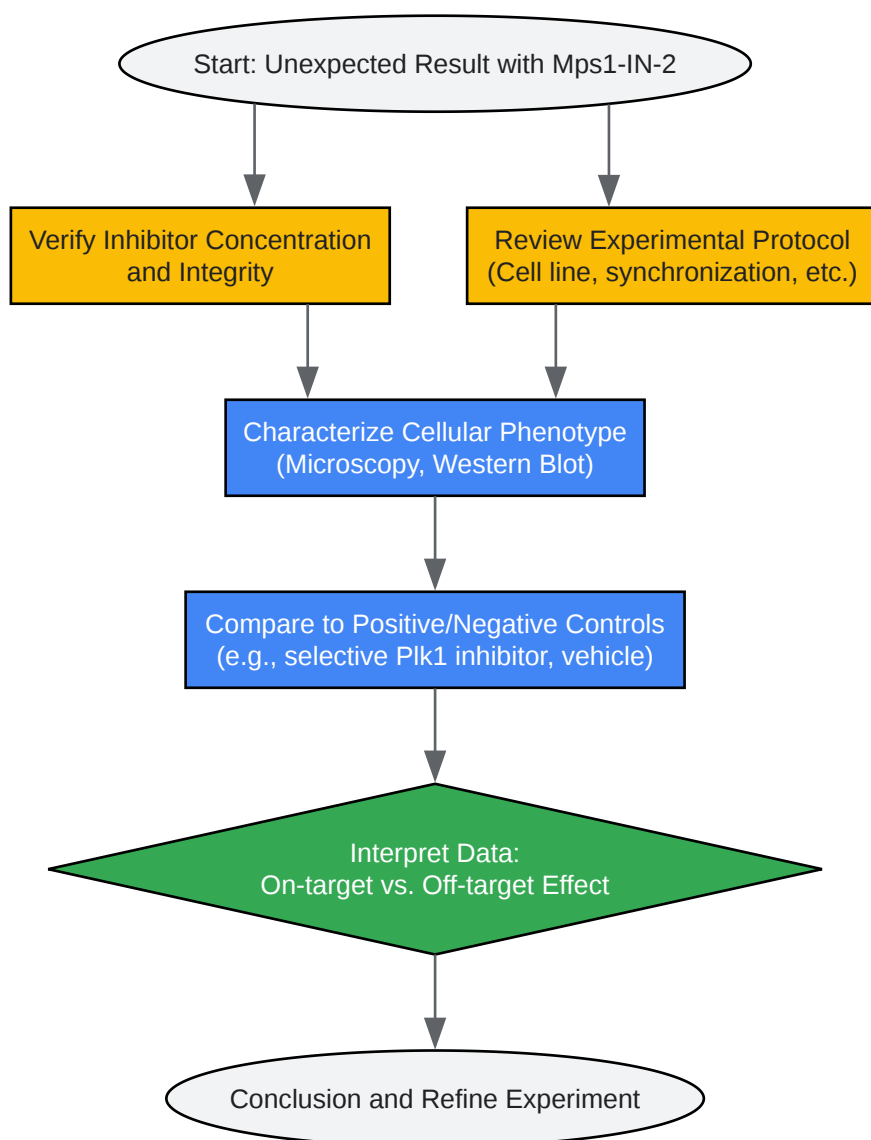 Start: Unexpected Result with Mps1-IN-2
Verify Inhibitor Concentration
and Integrity
Review Experimental Protocol
(Cell line, synchronization, etc.)
Characterize Cellular Phenotype
(Microscopy, Western Blot)
Compare to Positive/Negative Controls
(e.g., selective Plk1 inhibitor, vehicle)
Interpret Data:
On-target vs. Off-target Effect
Conclusion and Refine Experiment